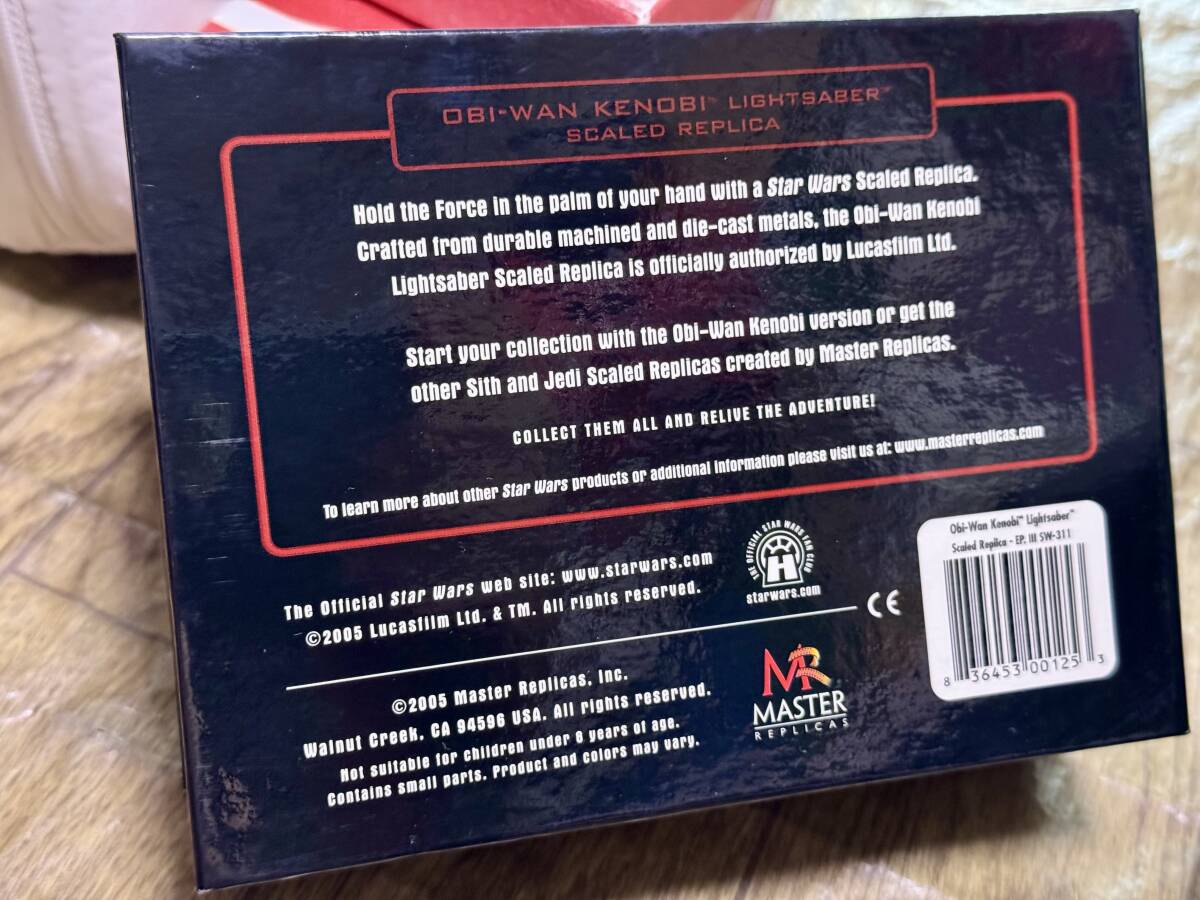 OBI-WAN KENOBI™ LIGHTSABER™
SCALED REPLICA
Hold the Force in the palm of your hand with a Star Wars Scaled Replica.
Crafted from durable machined and die-cast metals, the Obi-Wan Kenobi
Lightsaber Scaled Replica is officially authorized by Lucasfilm Ltd.
Start your collection with the Obi-Wan Kenobi version or get the
other Sith and Jedi Scaled Replicas created by Master Replicas.
COLLECT THEM ALL AND RELIVE THE ADVENTURE!
To learn more about other Star Wars products or additional information please visit us at: www.masterreplicas.com
The Official Star Wars web site: www.starwars.com
©2005 Lucasfilm Ltd. & TM. All rights reserved.
THE OFFICIAL STAR WARS FAN CLUB
starwars.com
CE
©2005 Master Replicas, Inc.
Walnut Creek, CA 94596 USA. All rights reserved.
Not suitable for children under 8 years of age.
Contains small parts. Product and colors may vary.
MR
MASTER
REPLICAS
Obi-Wan Kenobi™ Lightsaber™
Scaled Replica - EP. III SW-311
8 36453 00125 3